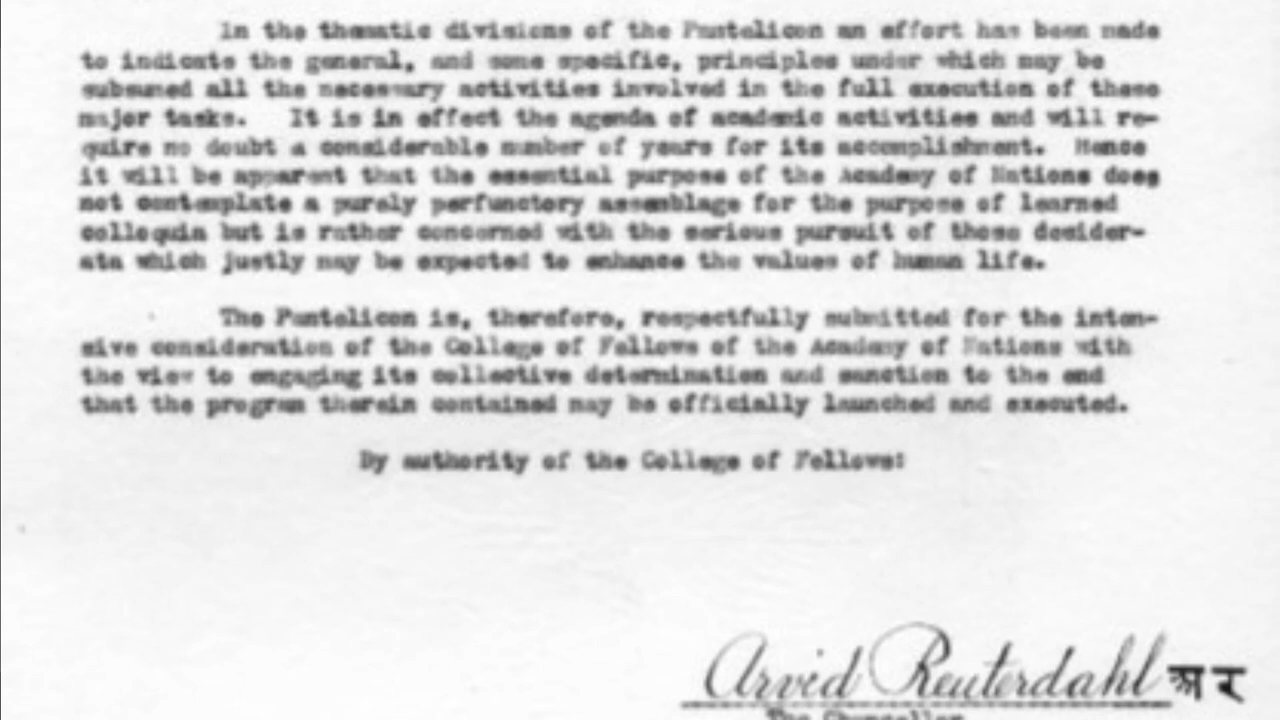 In the thematic divisions of the Pantelicon an effort has been made
to indicate the general, and some specific, principles under which may be
subsumed all the necessary activities involved in the full execution of these
major tasks. It is in effect the agenda of academic activities and will re-
quire no doubt a considerable number of years for its accomplishment. Hence
it will be apparent that the essential purpose of the Academy of Nations does
not contemplate a purely perfunctory assemblage for the purpose of learned
colloquia but is rather concerned with the serious pursuit of those desider-
ata which justly may be expected to enhance the values of human life.
The Pantelicon is, therefore, respectfully submitted for the inten-
sive consideration of the College of Fellows of the Academy of Nations with
the view to engaging its collective determination and sanction to the end
that the program therein contained may be officially launched and executed.
By authority of the College of Fellows:
Arvid Reuterdahl अ र
The Chancellor